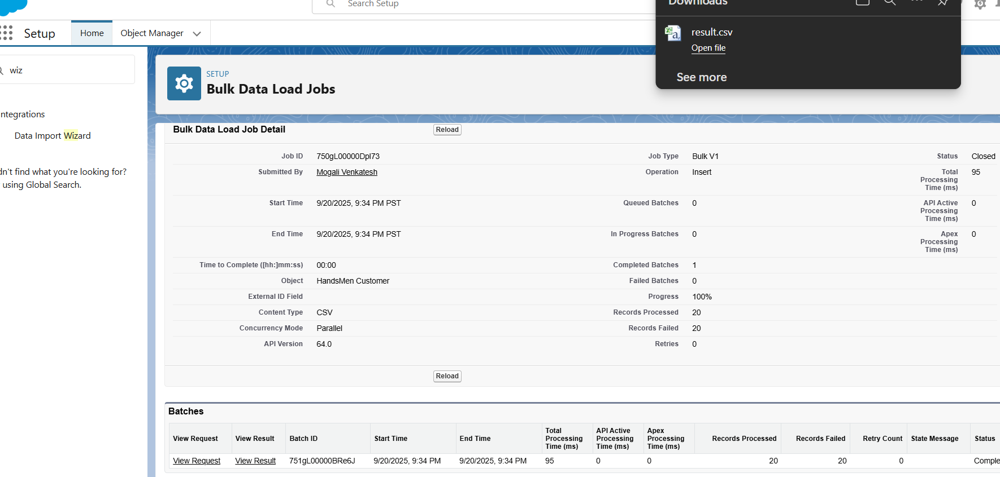 Search Setup
Downloads
Setup
Home
Object Manager
result.csv
Open file
See more
wiz
SETUP
Bulk Data Load Jobs
ntegrations
Data Import Wizard
dn't find what you're looking for?
using Global Search.
Bulk Data Load Job Detail
Reload
Job ID 750gL00000Dpl73 Job Type Bulk V1 Status Closed
Submitted By Mogali Venkatesh Operation Insert Total Processing Time (ms) 95
Start Time 9/20/2025, 9:34 PM PST Queued Batches 0 API Active Processing Time (ms) 0
End Time 9/20/2025, 9:34 PM PST In Progress Batches 0 Apex Processing Time (ms) 0
Time to Complete ([hh:]mm:ss) 00:00 Completed Batches 1
Object HandsMen Customer Failed Batches 0
External ID Field Progress 100%
Content Type CSV Records Processed 20
Concurrency Mode Parallel Records Failed 20
API Version 64.0 Retries 0
Reload
Batches
View Request View Result Batch ID Start Time End Time Total Processing Time (ms) API Active Processing Time (ms) Apex Processing Time (ms) Records Processed Records Failed Retry Count State Message Status
View Request View Result 751gL00000BRe6J 9/20/2025, 9:34 PM 9/20/2025, 9:34 PM 95 0 0 20 20 0 Comple